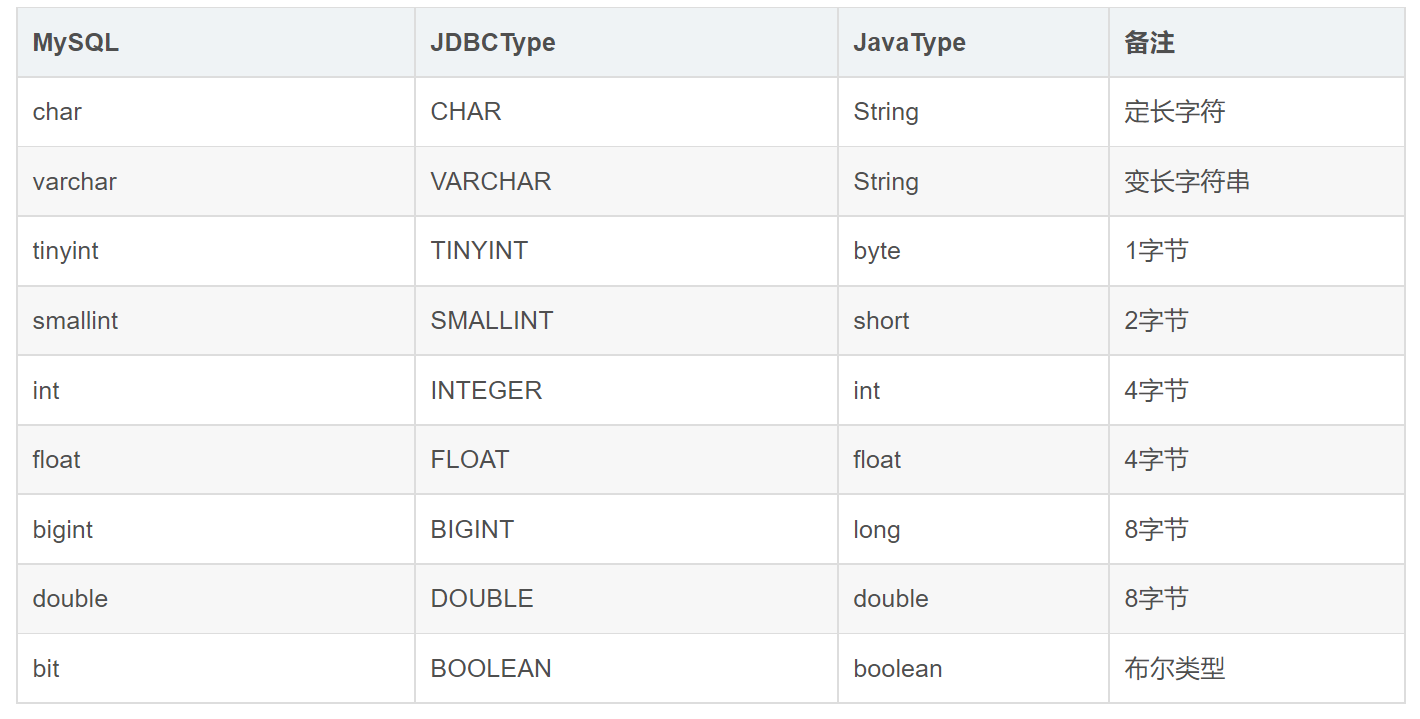 MySQL JDBCType JavaType 备注
char CHAR String 定长字符
varchar VARCHAR String 变长字符串
tinyint TINYINT byte 1字节
smallint SMALLINT short 2字节
int INTEGER int 4字节
float FLOAT float 4字节
bigint BIGINT long 8字节
double DOUBLE double 8字节
bit BOOLEAN boolean 布尔类型